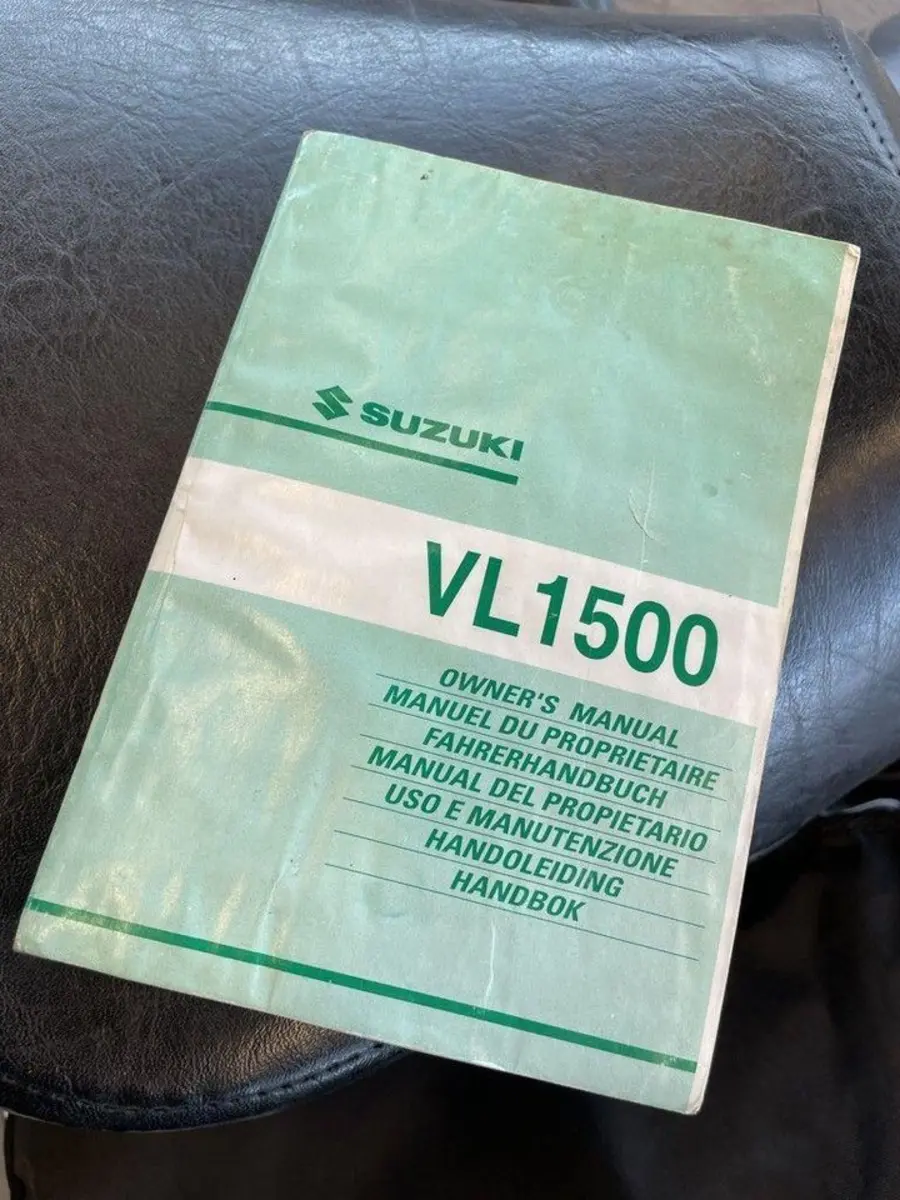 SUZUKI
VL1500
OWNER'S MANUAL
MANUEL DU PROPRIETAIRE
FAHRERHANDBUCH
MANUAL DEL PROPIETARIO
USO E MANUTENZIONE
HANDOLEIDING
HANDBOK